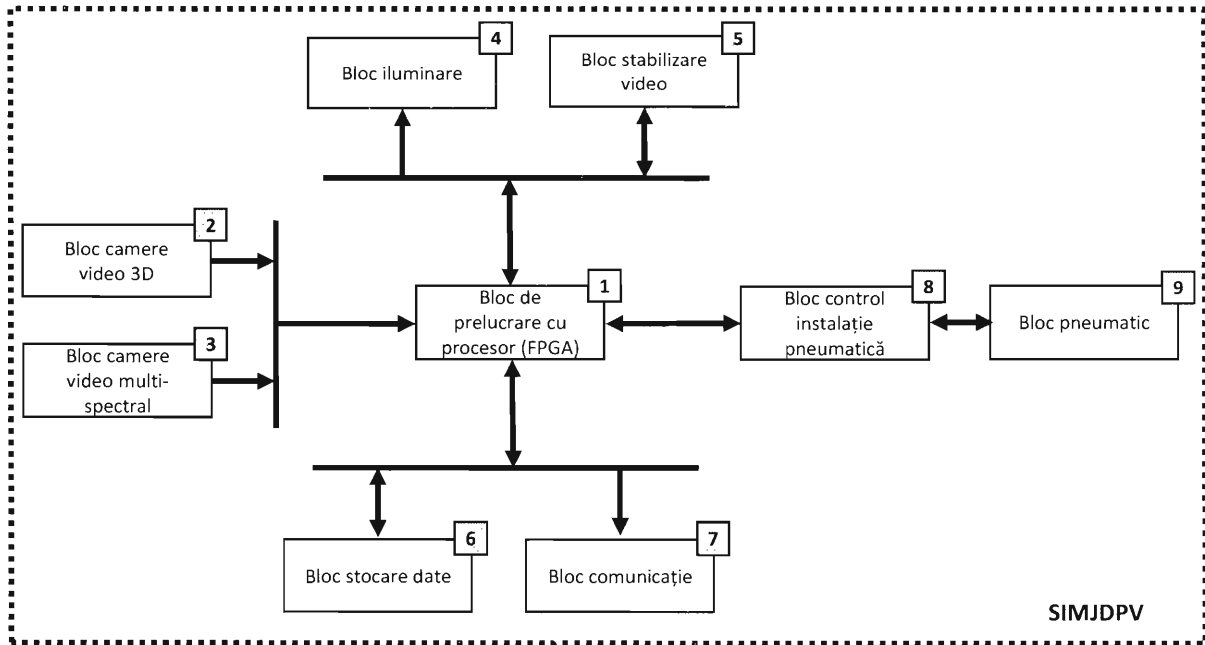 4
Bloc iluminare
5
Bloc stabilizare
video
2
Bloc camere
video 3D
3
Bloc camere
video multi-
spectral
1
Bloc de
prelucrare cu
procesor (FPGA)
8
Bloc control
instalație
pneumatică
9
Bloc pneumatic
6
Bloc stocare date
7
Bloc comunicație
SIMJDPV